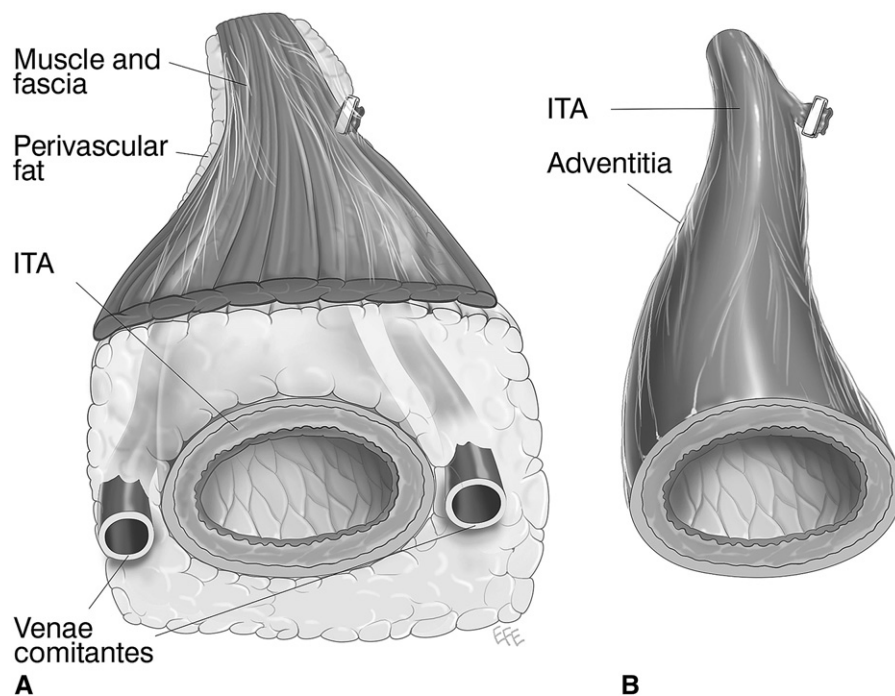 Muscle and
fascia
Perivascular
fat
ITA
Venae
comitantes
A
EFE
ITA
Adventitia
B